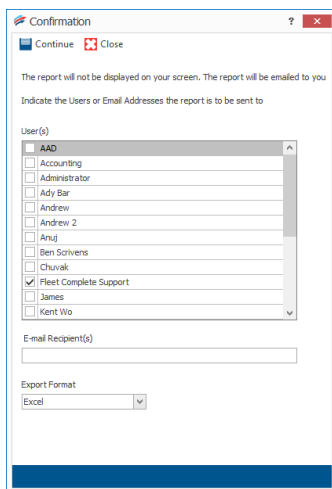 Confirmation ?
Continue Close
The report will not be displayed on your screen. The report will be emailed to you
Indicate the Users or Email Addresses the report is to be sent to
User(s)
AAD
Accounting
Administrator
Ady Bar
Andrew
Andrew 2
Anuj
Ben Scrivens
Chuvak
Fleet Complete Support
James
Kent Wo
E-mail Recipient(s)
Export Format
Excel